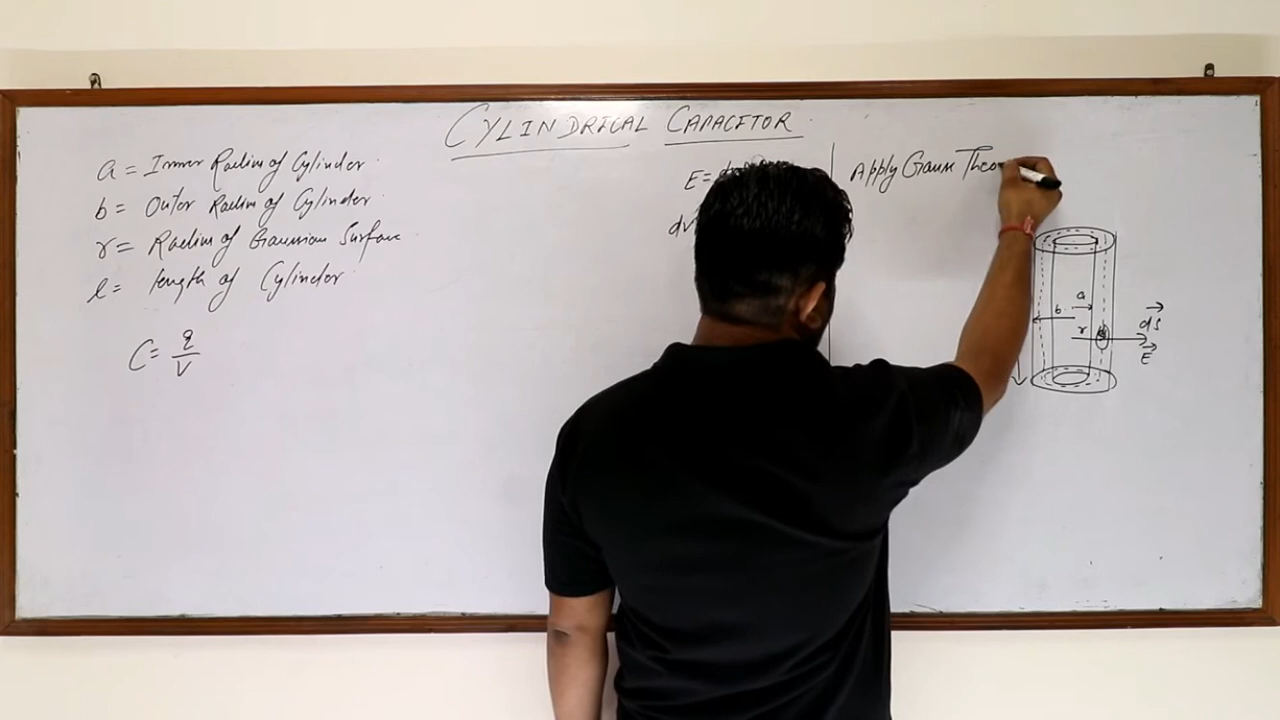 CYLINDRICAL CAPACITOR
a = Inner Radius of Cylinder
b = Outer Radius of Cylinder
r = Radius of Gaussian Surface
l = length of Cylinder
C = q/V
E =
dv
Apply Gauss Theo
a
b
r
ds
E